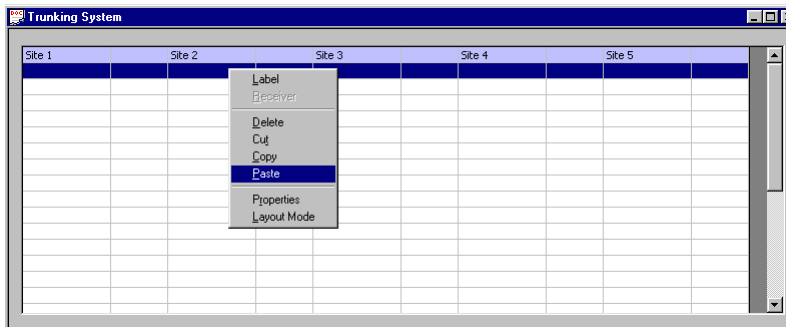 DOC Trunking System
Site 1 Site 2 Site 3 Site 4 Site 5
Label
Receiver
Delete
Cut
Copy
Paste
Properties
Layout Mode